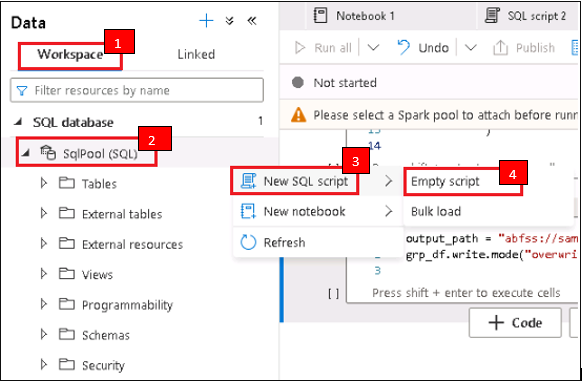 Data
Notebook 1
SQL script 2
1
Workspace
Linked
Run all
Undo
Publish
Filter resources by name
Not started
SQL database
1
Please select a Spark pool to attach before runn
2
14
SqlPool (SQL)
3
4
New SQL script
Empty script
Tables
New notebook
Bulk load
External tables
Refresh
External resources
output_path = "abfss://sam
2
grp_df.write.mode("overwri
Views
3
[ ]
Press shift + enter to execute cells
Programmability
+ Code
Schemas
Security